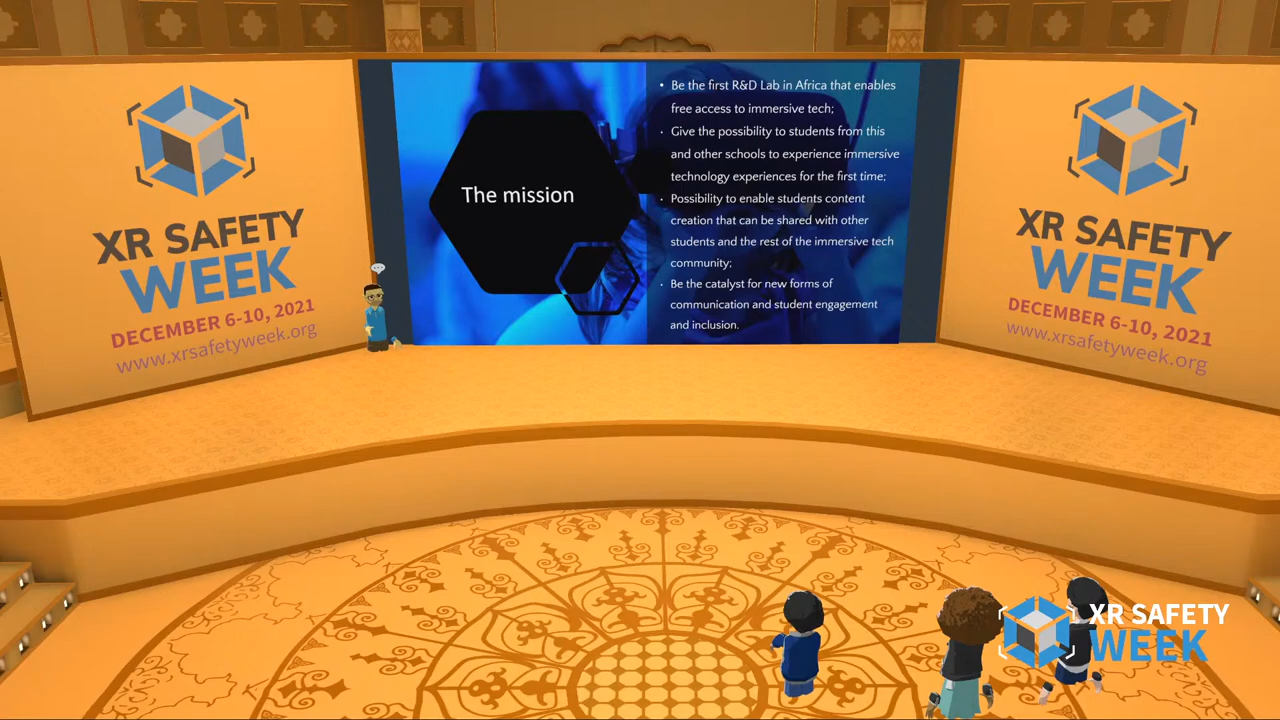 XR SAFETY
WEEK
DECEMBER 6-10, 2021
www.xrsafetyweek.org
The mission
• Be the first R&D Lab in Africa that enables
free access to immersive tech;
• Give the possibility to students from this
and other schools to experience immersive
technology experiences for the first time;
• Possibility to enable students content
creation that can be shared with other
students and the rest of the immersive tech
community;
• Be the catalyst for new forms of
communication and student engagement
and inclusion.
XR SAFETY
WEEK
DECEMBER 6-10, 2021
www.xrsafetyweek.org
XR SAFETY
WEEK